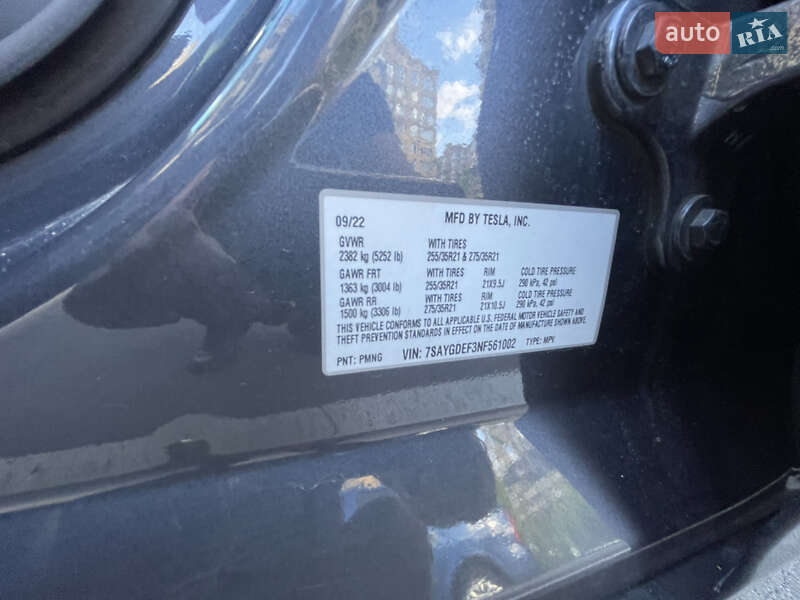 auto RIA
09/22 MFD BY TESLA, INC.
GVWR WITH TIRES
2382 kg (5252 lb) 255/35R21 & 275/35R21
GAWR FRT WITH TIRES RIM COLD TIRE PRESSURE
1363 kg (3004 lb) 255/35R21 21X9.5J 290 kPa, 42 psi
GAWR RR WITH TIRES RIM COLD TIRE PRESSURE
1500 kg (3306 lb) 275/35R21 21X10.5J 290 kPa, 42 psi
THIS VEHICLE CONFORMS TO ALL APPLICABLE U.S. FEDERAL MOTOR VEHICLE SAFETY AND
THEFT PREVENTION STANDARDS IN EFFECT ON THE DATE OF MANUFACTURE SHOWN ABOVE.
PNT: PMNG VIN: 7SAYGDEF3NF561002 TYPE: MPV